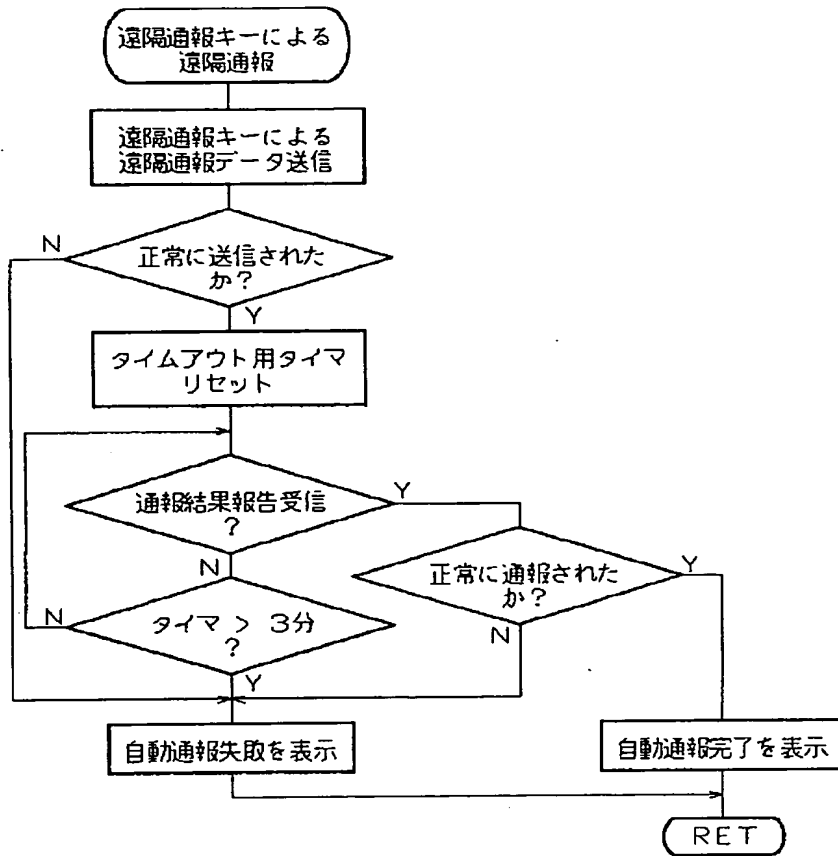 遠隔通報キーによる
遠隔通報
遠隔通報キーによる
遠隔通報データ送信
N
正常に送信された
か?
Y
タイムアウト用タイマ
リセット
通報結果報告受信
?
Y
N
正常に通報された
か?
Y
N
N
タイマ > 3分
?
Y
自動通報失敗を表示
自動通報完了を表示
RET